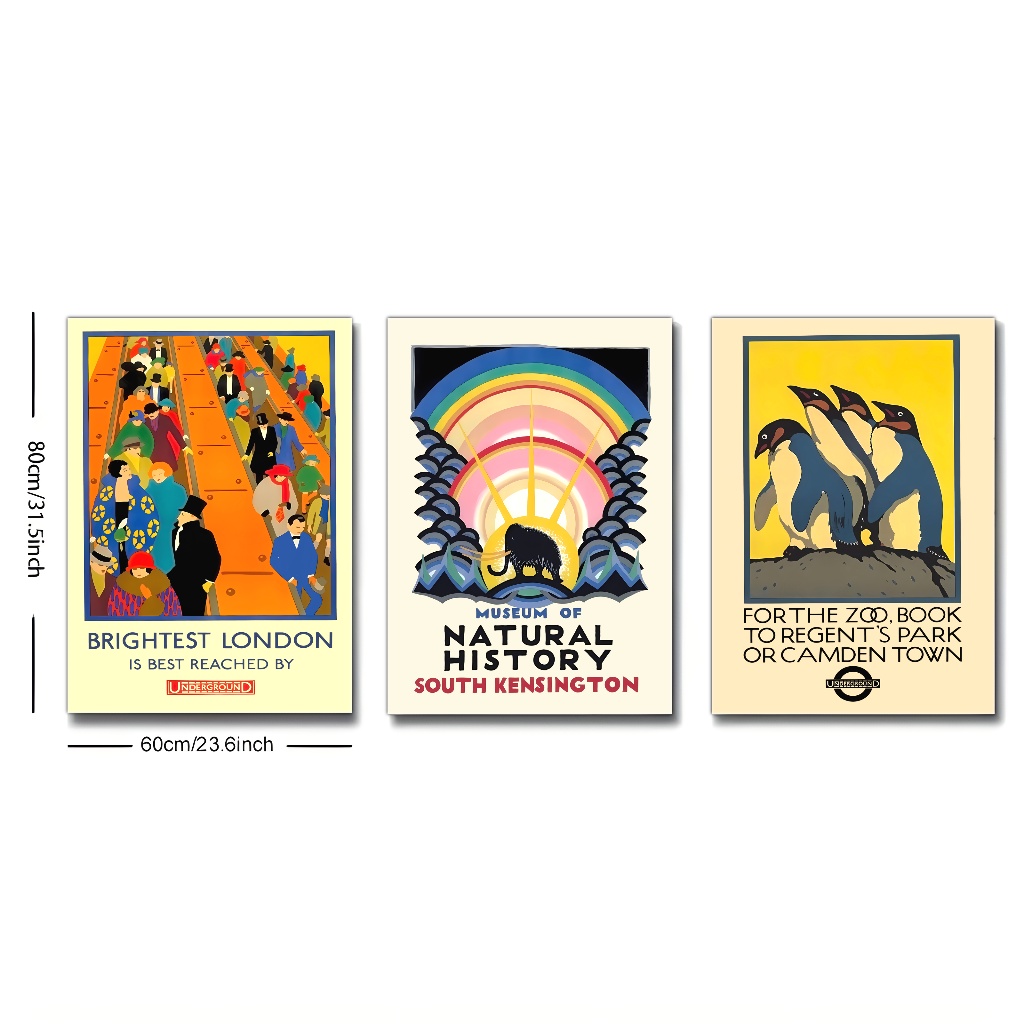 80cm/31.5inch
BRIGHTEST LONDON
IS BEST REACHED BY
UNDERGROUND
60cm/23.6inch
MUSEUM OF
NATURAL
HISTORY
SOUTH KENSINGTON
FOR THE ZOO, BOOK
TO REGENT'S PARK
OR CAMDEN TOWN
UNDERGROUND